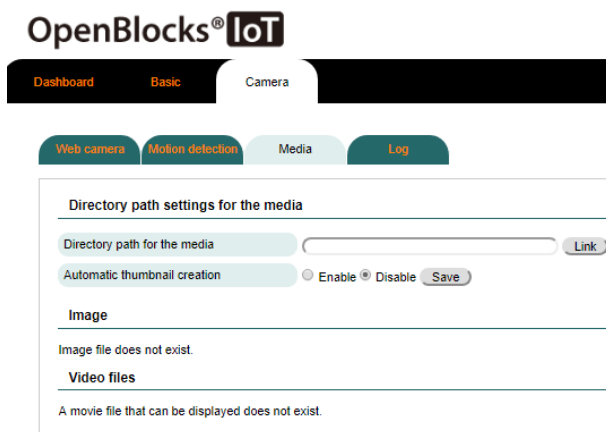 OpenBlocks® IoT
Dashboard Basic Camera
Web camera Motion detection Media Log
Directory path settings for the media
Directory path for the media Link
Automatic thumbnail creation Enable Disable Save
Image
Image file does not exist.
Video files
A movie file that can be displayed does not exist.